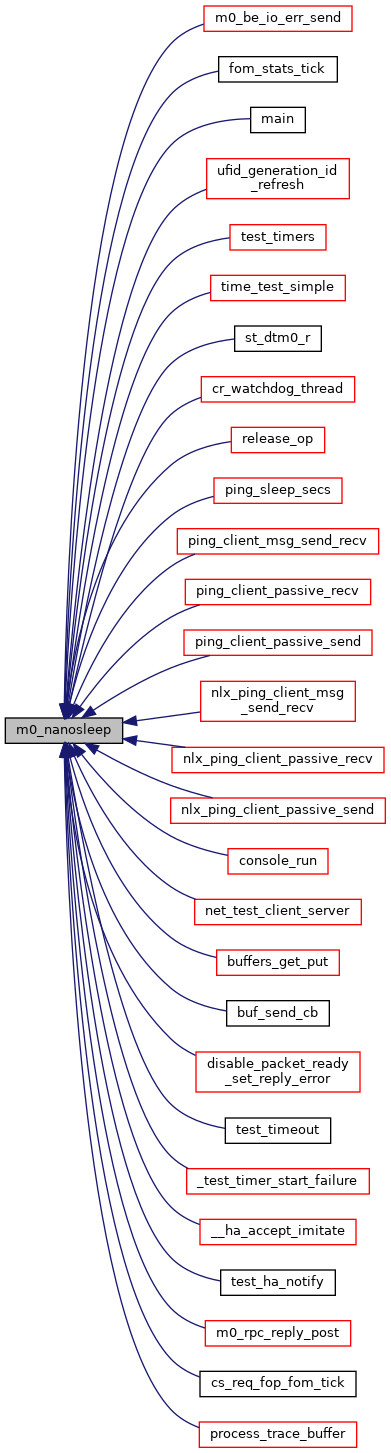 m0_be_io_err_send
fom_stats_tick
main
ufid_generation_id
_refresh
test_timers
time_test_simple
st_dtm0_r
cr_watchdog_thread
release_op
ping_sleep_secs
ping_client_msg_send_recv
ping_client_passive_recv
ping_client_passive_send
nlx_ping_client_msg
_send_recv
m0_nanosleep
nlx_ping_client_passive_recv
nlx_ping_client_passive_send
console_run
net_test_client_server
buffers_get_put
buf_send_cb
disable_packet_ready
_set_reply_error
test_timeout
_test_timer_start_failure
__ha_accept_imitate
test_ha_notify
m0_rpc_reply_post
cs_req_fop_fom_tick
process_trace_buffer